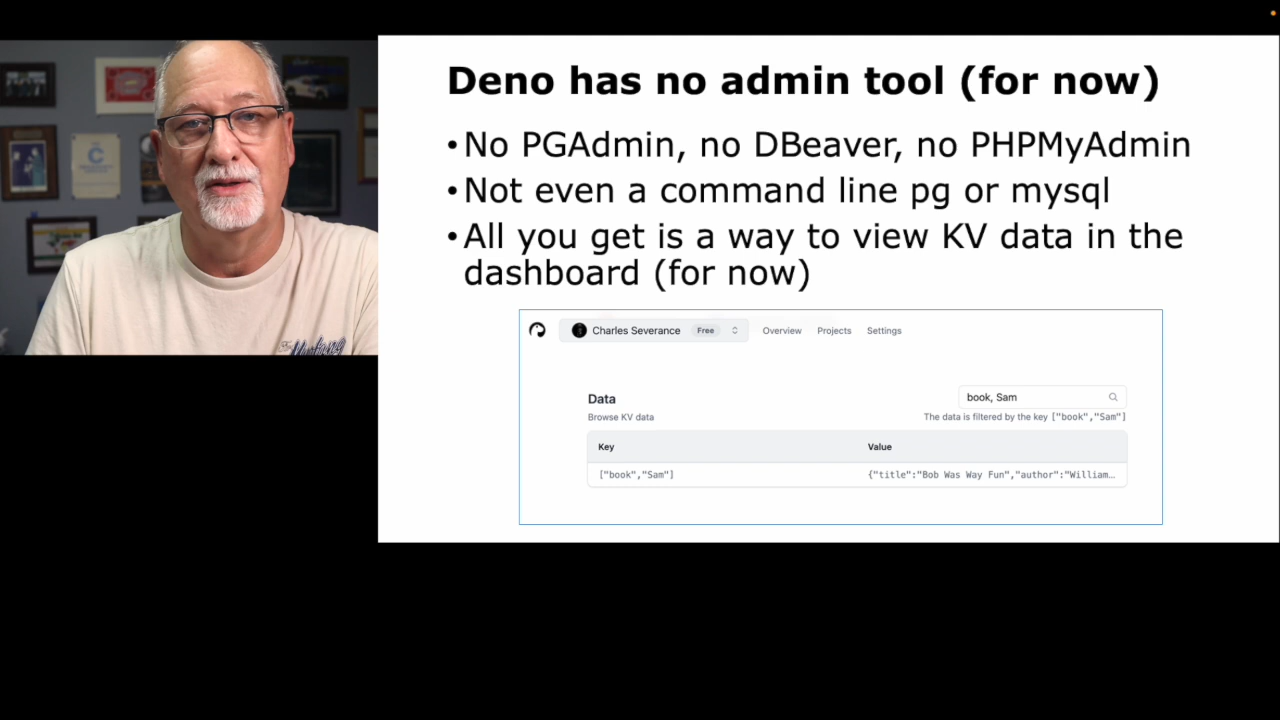 Deno has no admin tool (for now)
• No PGAdmin, no DBeaver, no PHPMyAdmin
• Not even a command line pg or mysql
• All you get is a way to view KV data in the
dashboard (for now)
Charles Severance Free Overview Projects Settings
Data
book, Sam
Browse KV data
The data is filtered by the key ["book","Sam"]
Key Value
["book","Sam"] {"title":"Bob Was Way Fun","author":"William…
Mustang